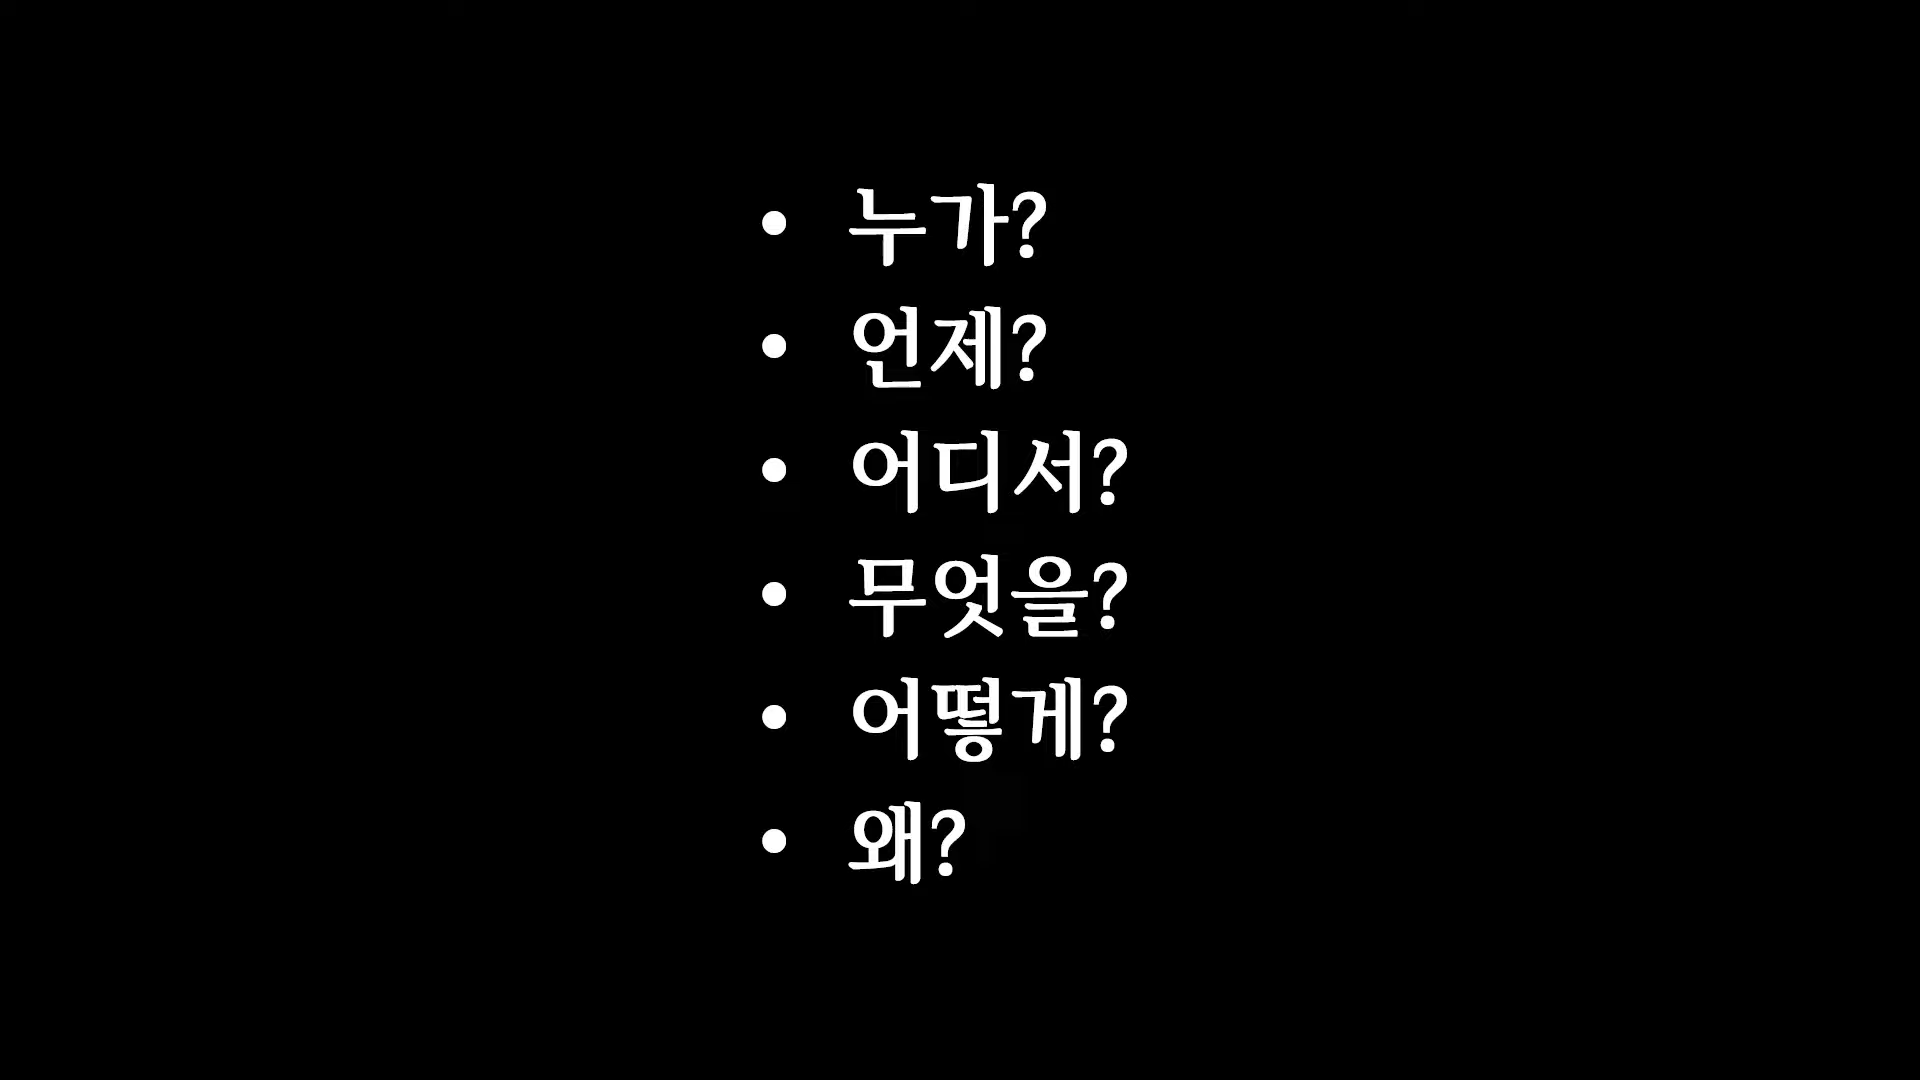 • 누가?
• 언제?
• 어디서?
• 무엇을?
• 어떻게?
• 왜?